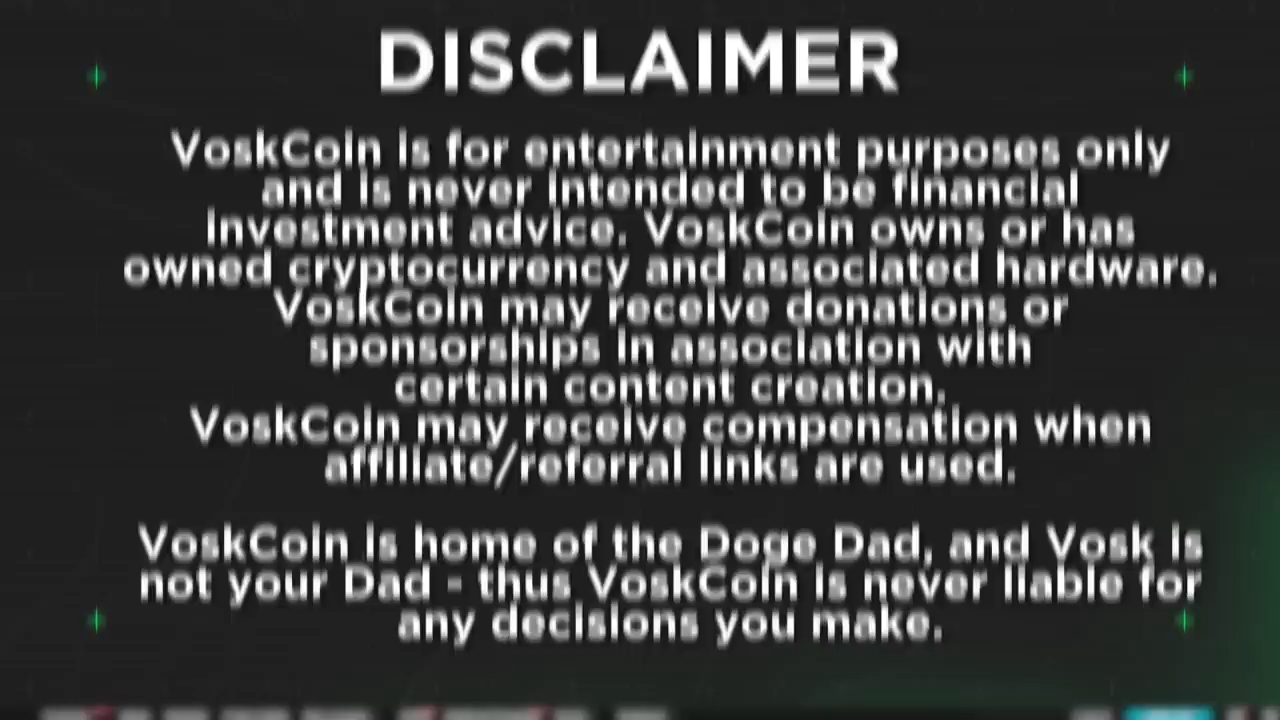 DISCLAIMER
VoskCoin is for entertainment purposes only
and is never intended to be financial
investment advice. VoskCoin owns or has
owned cryptocurrency and associated hardware.
VoskCoin may receive donations or
sponsorships in association with
certain content creation.
VoskCoin may receive compensation when
affiliate/referral links are used.
VoskCoin is home of the Doge Dad, and Vosk is
not your Dad - thus VoskCoin is never liable for
any decisions you make.